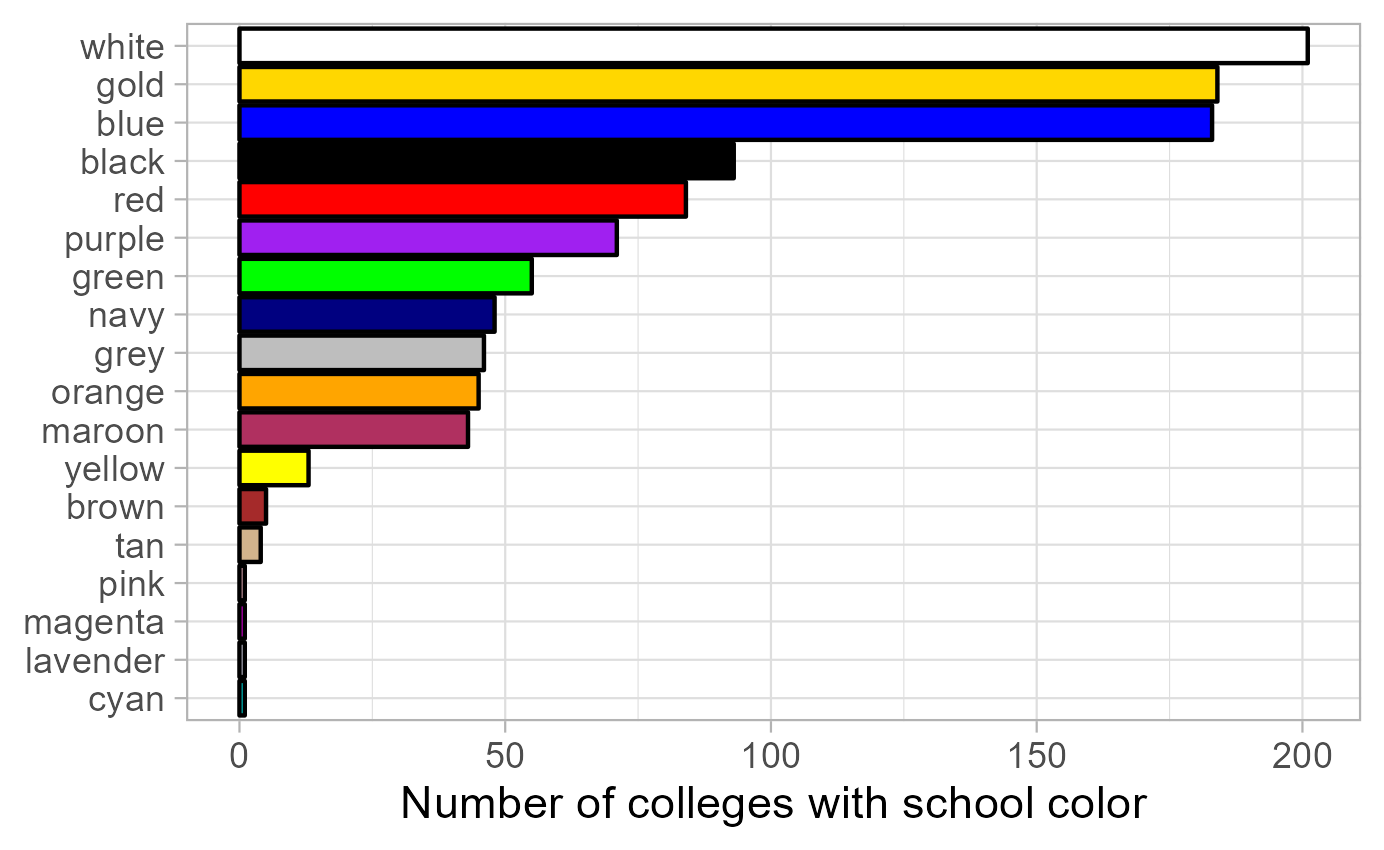 white
gold
blue
black
red
purple
green
navy
grey
orange
maroon
yellow
brown
tan
pink
magenta
lavender
cyan
0 50 100 150 200
Number of colleges with school color